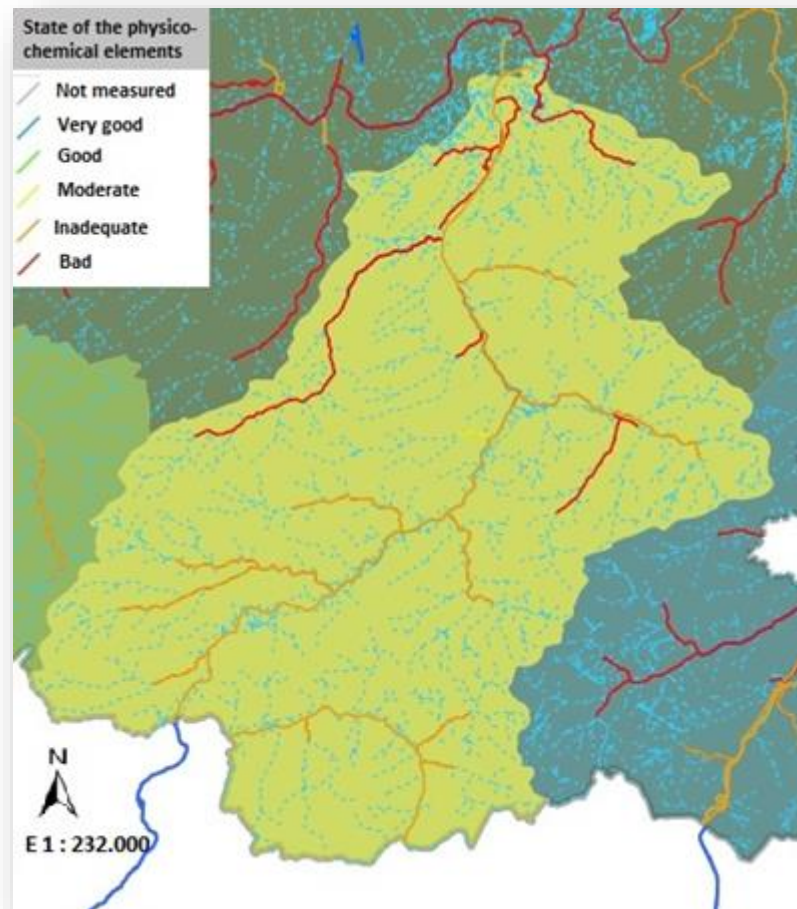 State of the physico-
chemical elements
Not measured
Very good
Good
Moderate
Inadequate
Bad
N
E 1 : 232.000